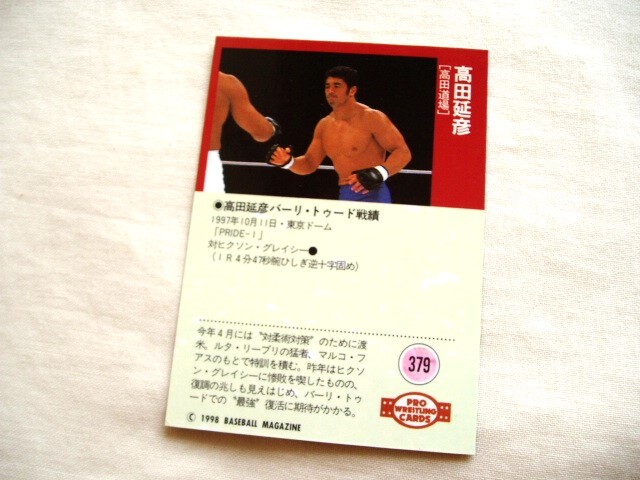 高田延彦
［高田道場］
●高田延彦バーリ・トゥード戦績
1997年10月11日・東京ドーム
「PRIDE-1」
対ヒクソン・グレイシー●
（1R4分47秒腕ひしぎ逆十字固め）
今年4月には“対柔術対策”のために渡
米。ルタ・リーブリの猛者、マルコ・フ
アスのもとで特訓を積む。昨年はヒクソ
ン・グレイシーに惨敗を喫したものの、
復調の兆しも見えはじめ、バーリ・トゥ
ードでの“最強”復活に期待がかかる。
379
PRO
WRESTLING
CARDS
© 1998 BASEBALL MAGAZINE